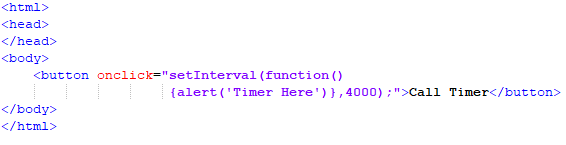 <html>
<head>
</head>
<body>
<button onclick="setInterval(function()
{alert('Timer Here')},4000);">Call Timer</button>
</body>
</html>